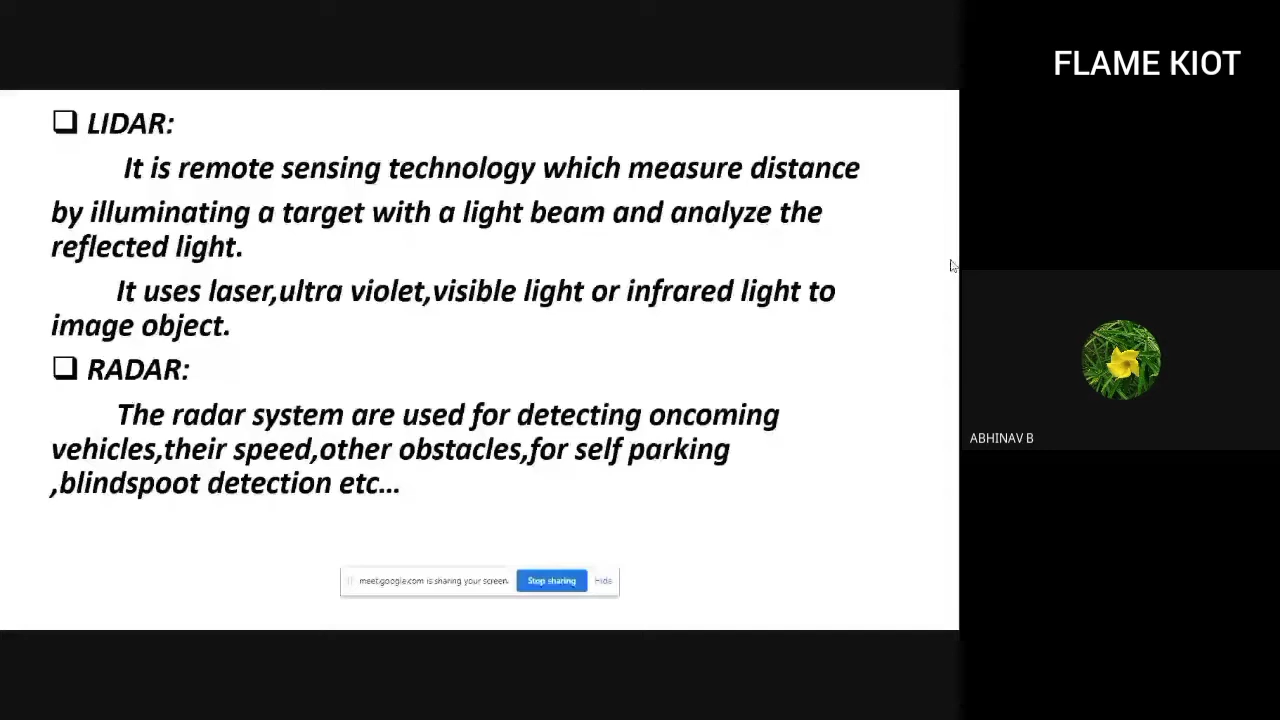 FLAME KIOT
LIDAR:
It is remote sensing technology which measure distance
by illuminating a target with a light beam and analyze the
reflected light.
It uses laser,ultra violet,visible light or infrared light to
image object.
RADAR:
The radar system are used for detecting oncoming
vehicles,their speed,other obstacles,for self parking
,blindspoot detection etc...
ABHINAV B
meet.google.com is sharing your screen. Stop sharing Hide